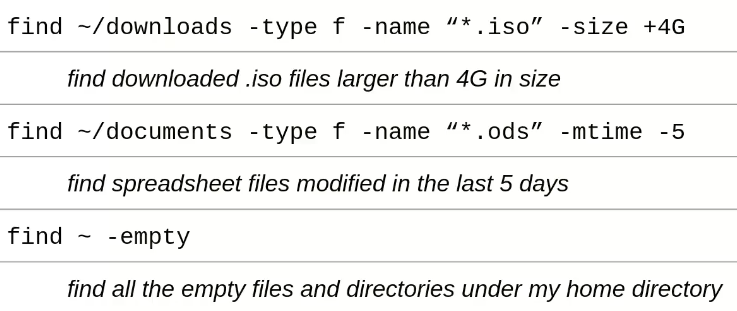 find ~/downloads -type f -name “*.iso” -size +4G
find downloaded .iso files larger than 4G in size
find ~/documents -type f -name “*.ods” -mtime -5
find spreadsheet files modified in the last 5 days
find ~ -empty
find all the empty files and directories under my home directory